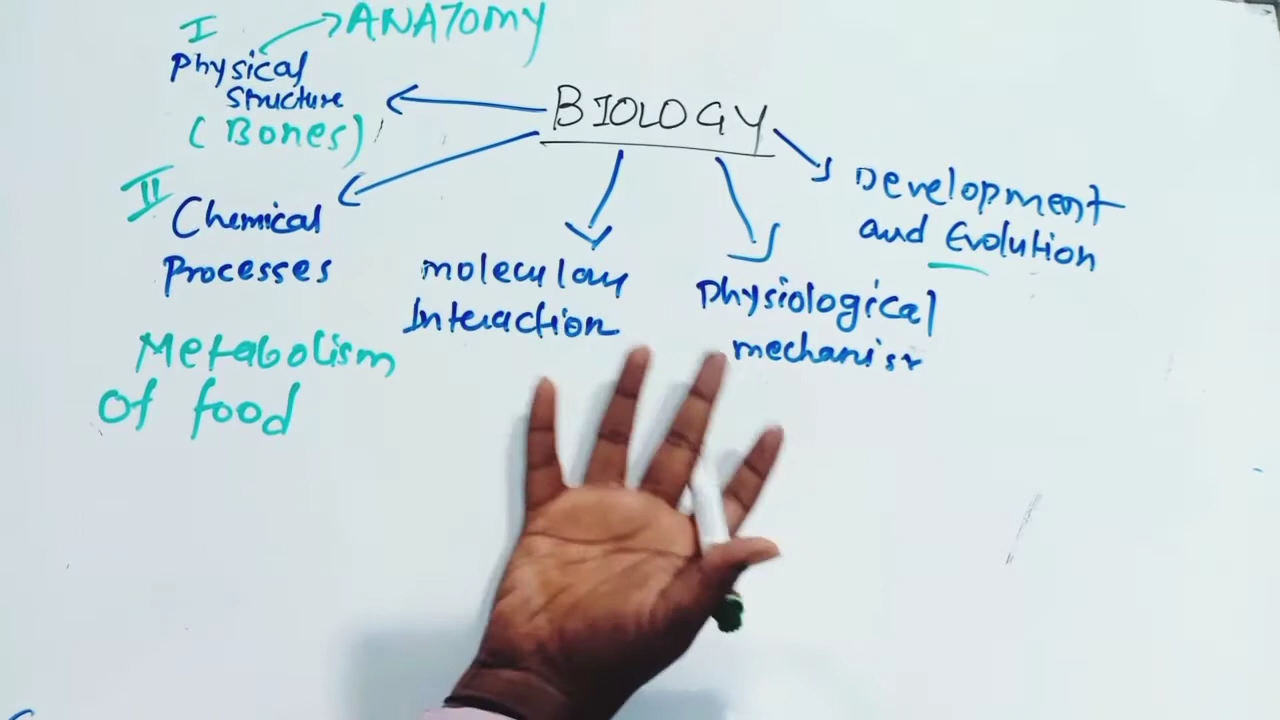 I
ANATOMY
Physical
Structure
(Bones)
BIOLOGY
II
Chemical
Processes
Metabolism
Of food
molecular
Interaction
Physiological
mechanism
Development
and Evolution